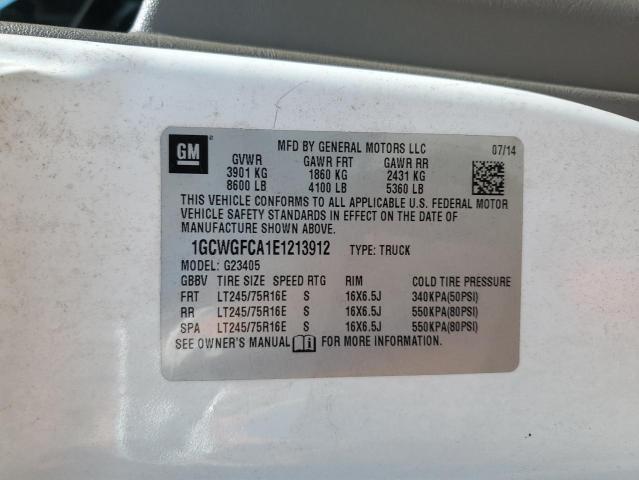 GM
MFD BY GENERAL MOTORS LLC 07/14
GVWR GAWR FRT GAWR RR
3901 KG 1860 KG 2431 KG
8600 LB 4100 LB 5360 LB
THIS VEHICLE CONFORMS TO ALL APPLICABLE U.S. FEDERAL MOTOR
VEHICLE SAFETY STANDARDS IN EFFECT ON THE DATE OF
MANUFACTURE SHOWN ABOVE.
1GCWGFCA1E1213912 TYPE: TRUCK
MODEL: G23405
GBBV TIRE SIZE SPEED RTG RIM COLD TIRE PRESSURE
FRT LT245/75R16E S 16X6.5J 340KPA(50PSI)
RR LT245/75R16E S 16X6.5J 550KPA(80PSI)
SPA LT245/75R16E S 16X6.5J 550KPA(80PSI)
SEE OWNER'S MANUAL FOR MORE INFORMATION.